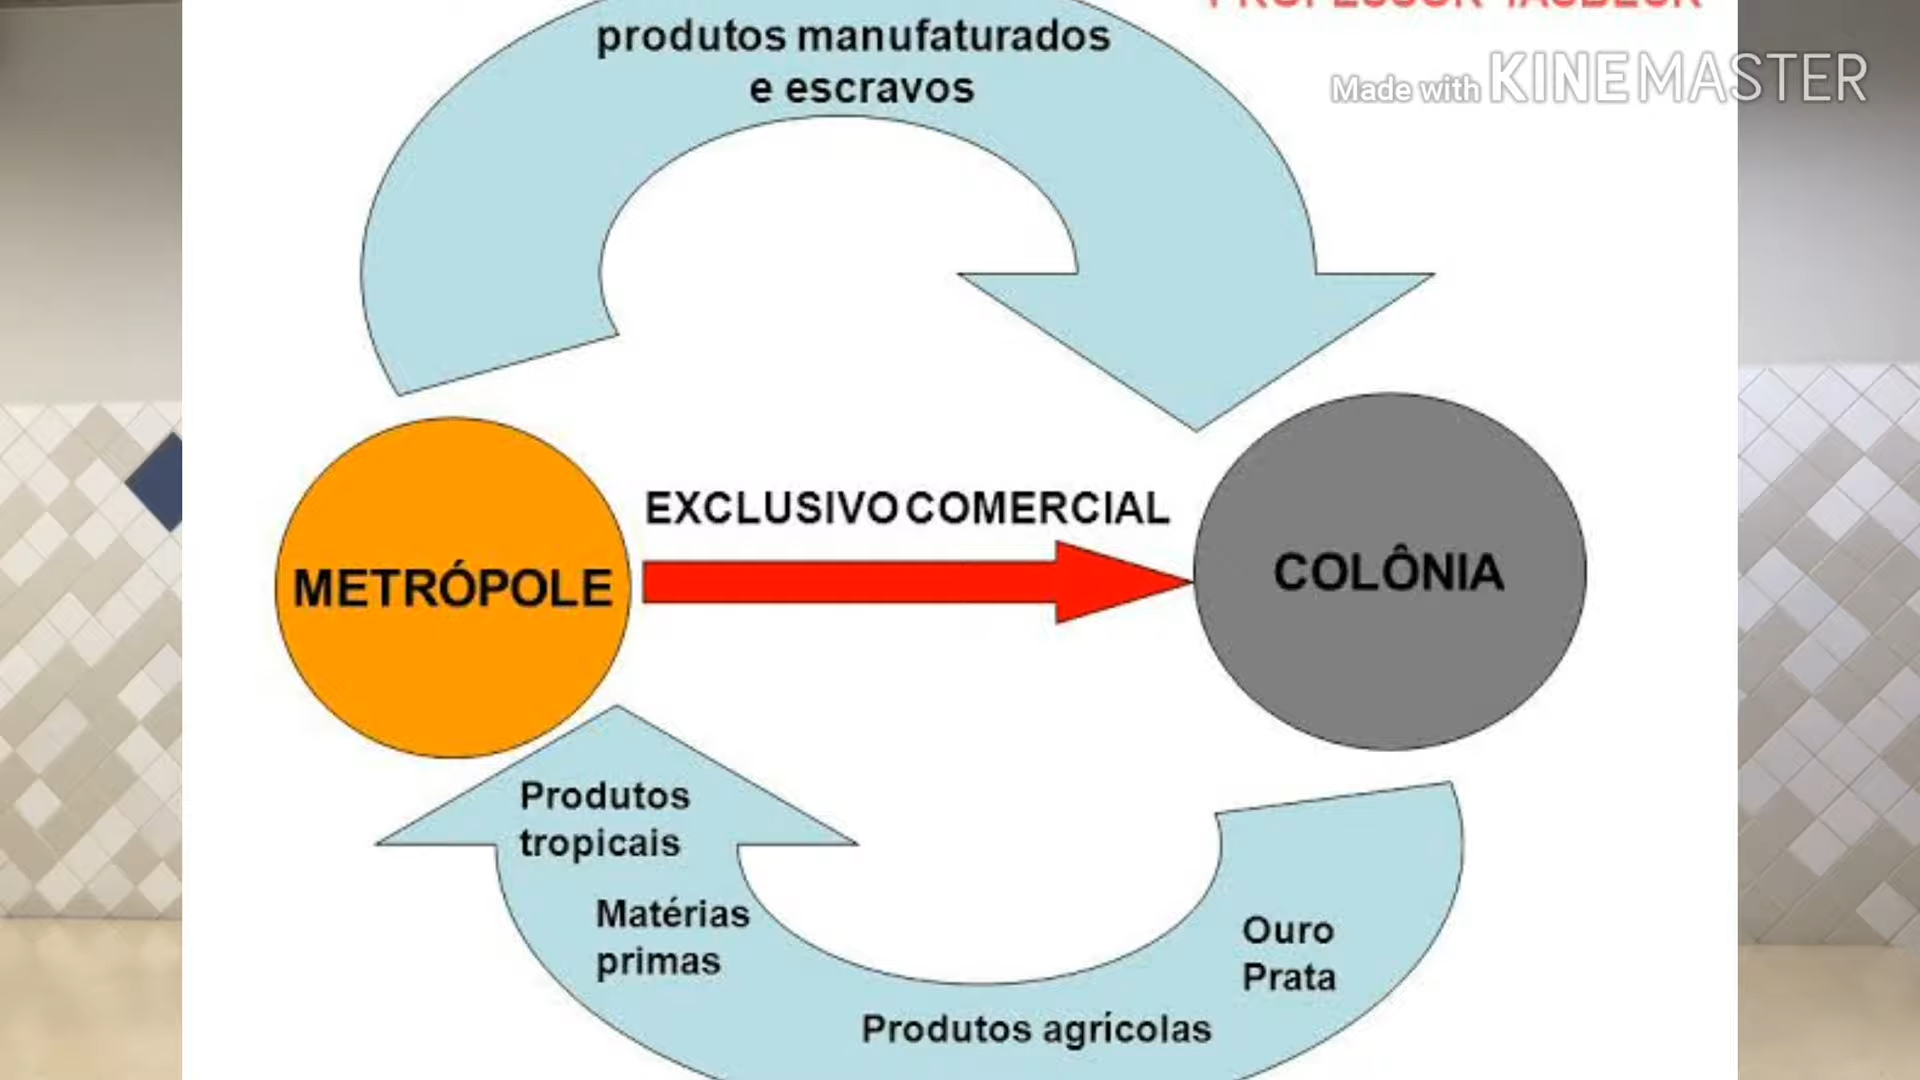 produtos manufaturados
e escravos
Made with KINEMASTER
EXCLUSIVO COMERCIAL
METRÓPOLE
COLÔNIA
Produtos
tropicais
Matérias
primas
Ouro
Prata
Produtos agrícolas